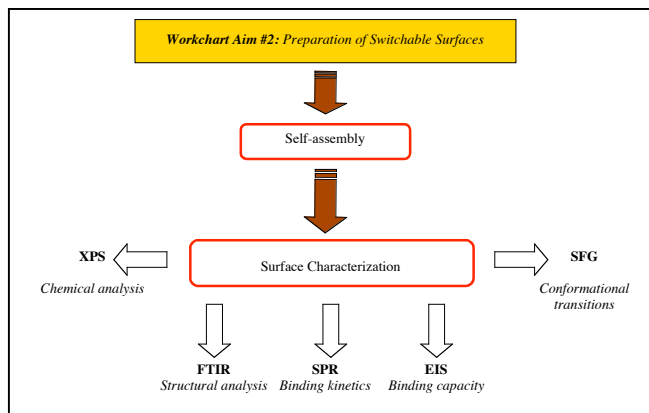 Workchart Aim #2: Preparation of Switchable Surfaces
Self-assembly
Surface Characterization
XPS
Chemical analysis
SFG
Conformational
transitions
FTIR
Structural analysis
SPR
Binding kinetics
EIS
Binding capacity